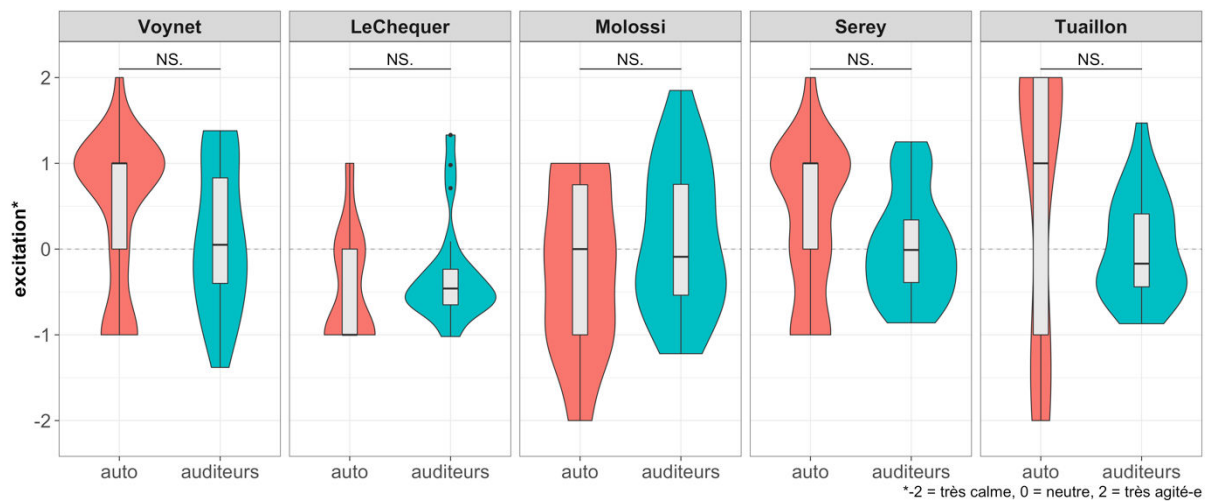 Voynet LeChequer Molossi Serey Tuaillon
NS. NS. NS. NS. NS.
2
1
0
-1
-2
excitation*
auto auditeurs auto auditeurs auto auditeurs auto auditeurs auto auditeurs
*-2 = très calme, 0 = neutre, 2 = très agité-e